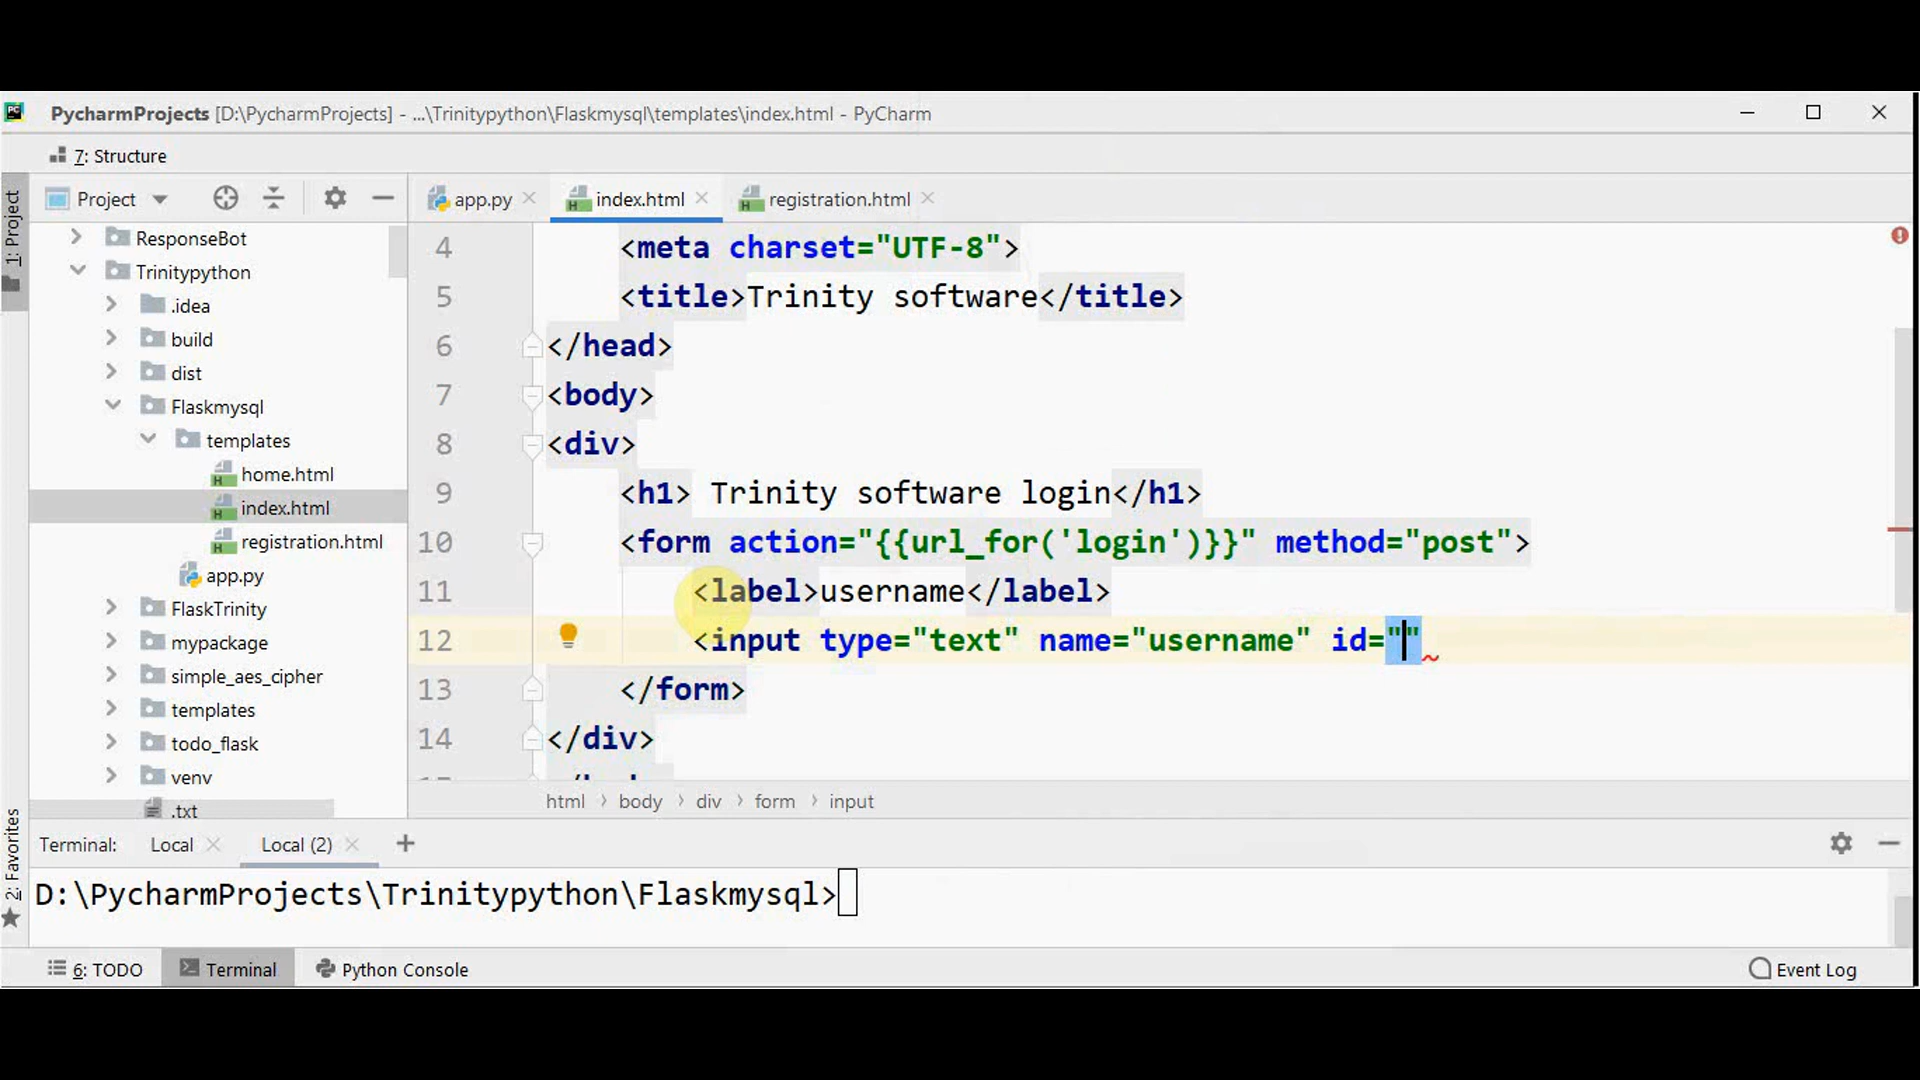 PycharmProjects [D:\PycharmProjects] - ...\Trinitypython\Flaskmysql\templates\index.html - PyCharm
7: Structure
1: Project
Project
ResponseBot
Trinitypython
.idea
build
dist
Flaskmysql
templates
home.html
index.html
registration.html
app.py
FlaskTrinity
mypackage
simple_aes_cipher
templates
todo_flask
venv
.txt
app.py
index.html
registration.html
4 <meta charset="UTF-8">
5 <title>Trinity software</title>
6 </head>
7 <body>
8 <div>
9 <h1> Trinity software login</h1>
10 <form action="{{url_for('login')}}" method="post">
11 <label>username</label>
12 <input type="text" name="username" id=""
13 </form>
14 </div>
html > body > div > form > input
2: Favorites
Terminal: Local Local (2)
D:\PycharmProjects\Trinitypython\Flaskmysql>
6: TODO Terminal Python Console Event Log